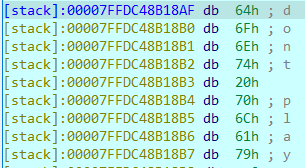 [stack]:00007FFDC48B18AF db 64h ; d
[stack]:00007FFDC48B18B0 db 6Fh ; o
[stack]:00007FFDC48B18B1 db 6Eh ; n
[stack]:00007FFDC48B18B2 db 74h ; t
[stack]:00007FFDC48B18B3 db 20h
[stack]:00007FFDC48B18B4 db 70h ; p
[stack]:00007FFDC48B18B5 db 6Ch ; l
[stack]:00007FFDC48B18B6 db 61h ; a
[stack]:00007FFDC48B18B7 db 79h ; y